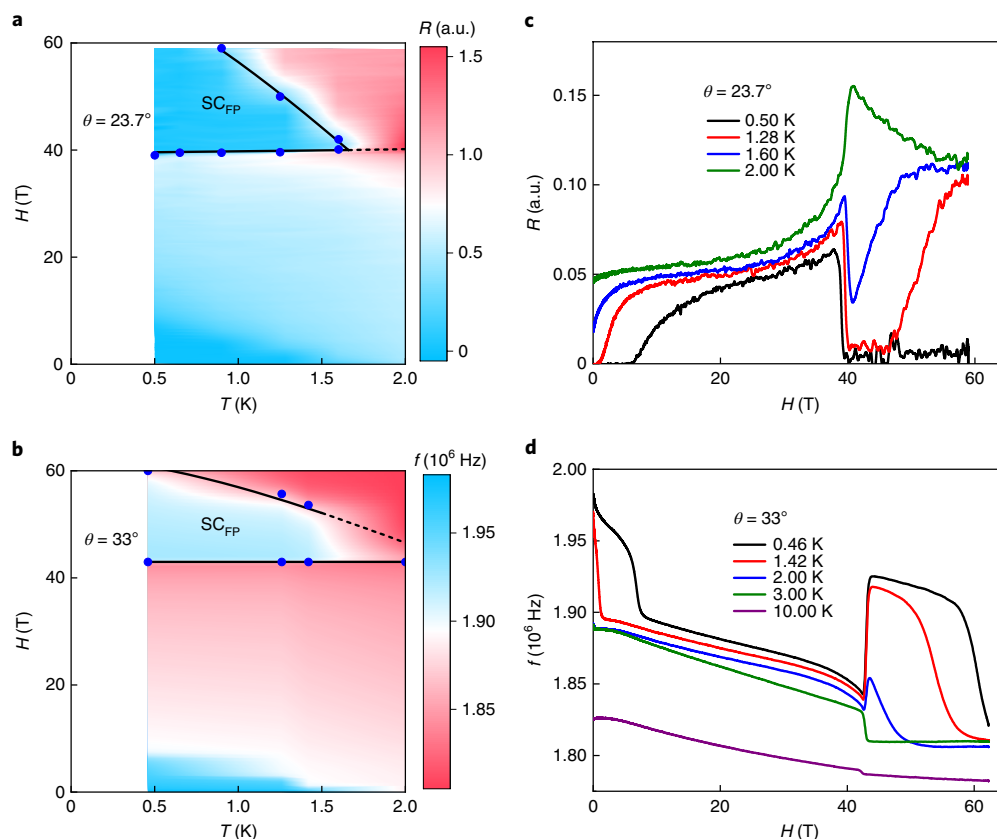 a
R (a.u.)
60
40
20
0
H (T)
θ = 23.7°
SC_FP
1.5
1.0
0.5
0
0
0.5
1.0
1.5
2.0
T (K)
c
θ = 23.7°
0.50 K
1.28 K
1.60 K
2.00 K
0.15
0.10
0.05
0
R (a.u.)
0
20
40
60
H (T)
b
f (10⁶ Hz)
60
40
20
0
H (T)
θ = 33°
SC_FP
1.95
1.90
1.85
0
0.5
1.0
1.5
2.0
T (K)
d
θ = 33°
0.46 K
1.42 K
2.00 K
3.00 K
10.00 K
2.00
1.95
1.90
1.85
1.80
f (10⁶ Hz)
0
20
40
60
H (T)